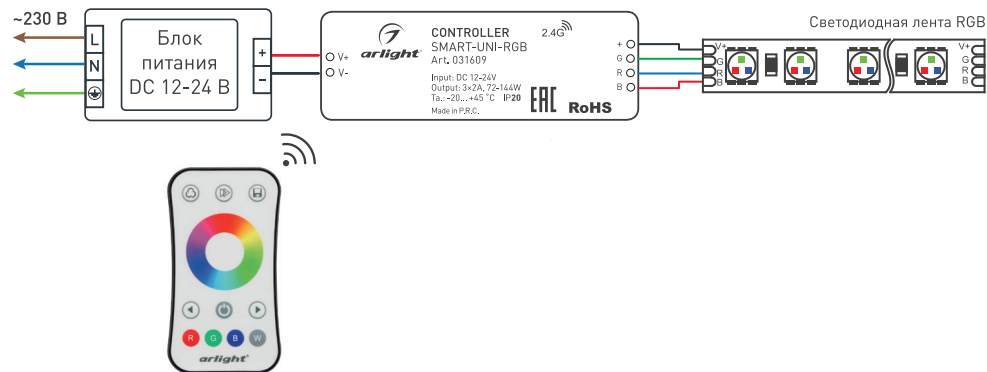 ~230 В
L
N
Блок
питания
DC 12-24 В
+
−
V+
V-
arlight®
CONTROLLER
SMART-UNI-RGB
Art. 031609
2.4G
Input: DC 12-24V
Output: 3×2A, 72-144W
Ta.: -20... +45 °C IP20
Made in P.R.C.
EAC
RoHS
+
G
R
B
Светодиодная лента RGB
V+
G
R
B
V+
G
R
B
R
G
B
W
arlight®